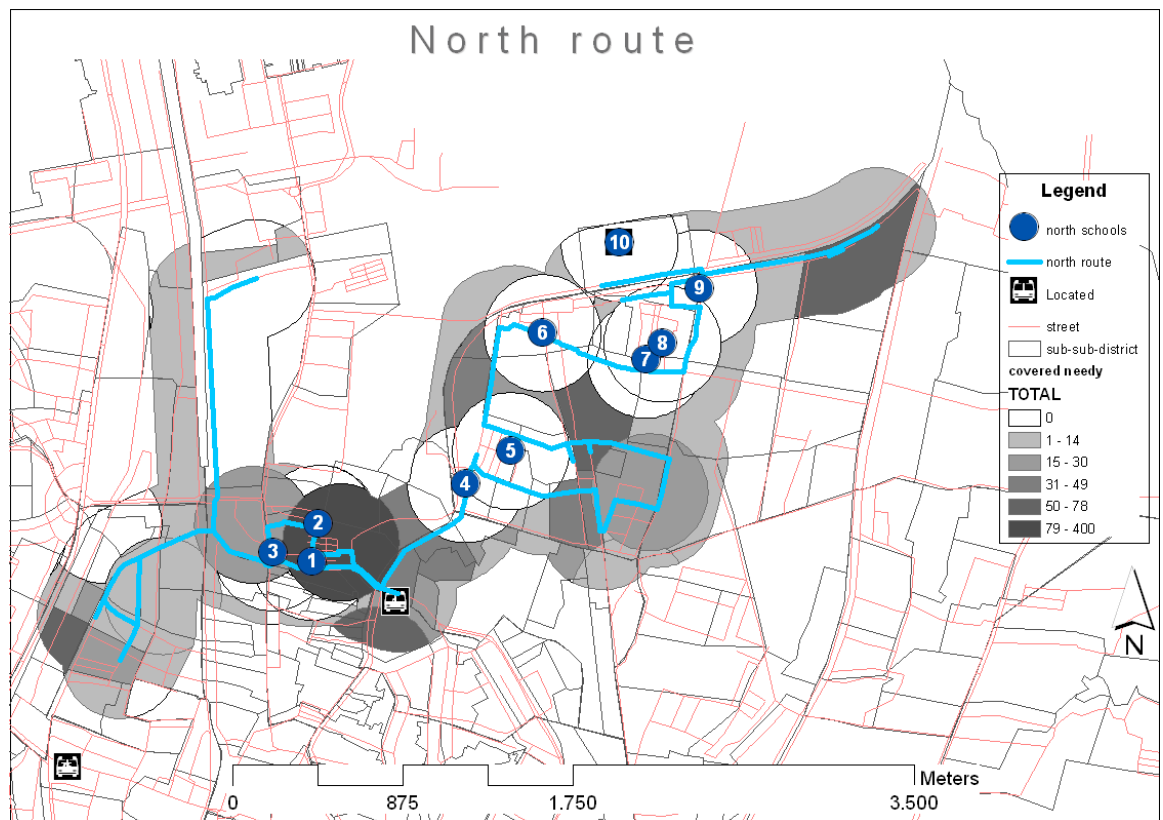 North route
10
9
6
8
7
5
4
2
3
1
Legend
north schools
north route
Located
street
sub-sub-district
covered needy
TOTAL
0
1 - 14
15 - 30
31 - 49
50 - 78
79 - 400
N
Meters
0
875
1.750
3.500